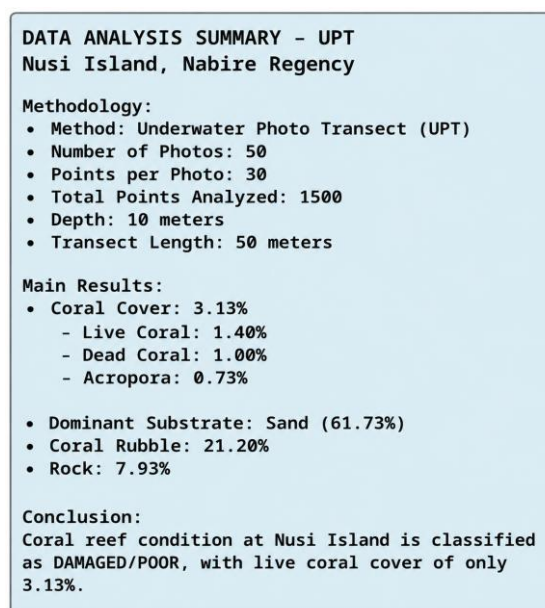 DATA ANALYSIS SUMMARY – UPT
Nusi Island, Nabire Regency
Methodology:
• Method: Underwater Photo Transect (UPT)
• Number of Photos: 50
• Points per Photo: 30
• Total Points Analyzed: 1500
• Depth: 10 meters
• Transect Length: 50 meters
Main Results:
• Coral Cover: 3.13%
– Live Coral: 1.40%
– Dead Coral: 1.00%
– Acropora: 0.73%
• Dominant Substrate: Sand (61.73%)
• Coral Rubble: 21.20%
• Rock: 7.93%
Conclusion:
Coral reef condition at Nusi Island is classified
as DAMAGED/POOR, with live coral cover of only
3.13%.